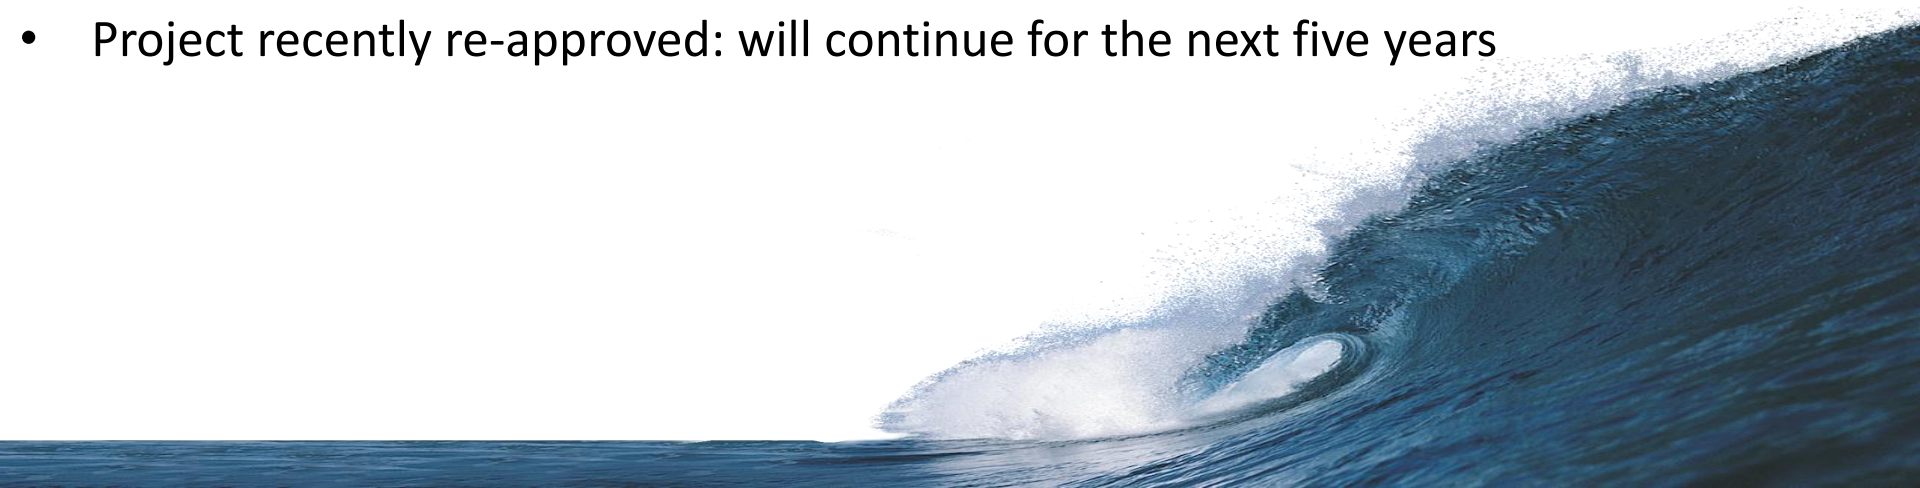 • Project recently re-approved: will continue for the next five years